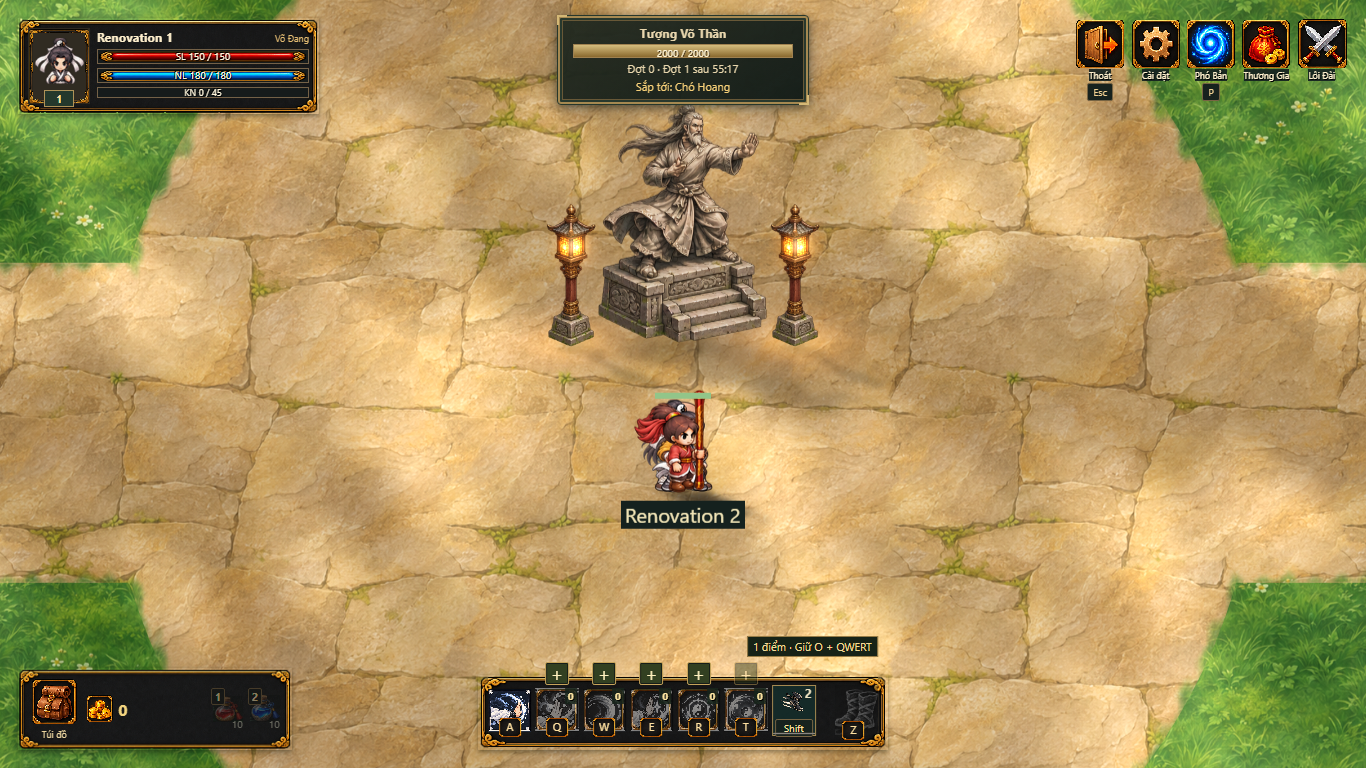 Renovation 1
Võ Đang
SL 150 / 150
NL 180 / 180
KN 0 / 45
1
Tượng Võ Thần
2000 / 2000
Đợt 0 · Đợt 1 sau 55:17
Sắp tới: Chó Hoang
Thoát
Cài đặt
Phó Bản
Thương Gia
Lôi Đài
Esc
P
Renovation 2
1 điểm · Giữ O + QWERT
+ + + + +
0 0 0 0 0 2
A Q W E R T Shift Z
Túi đồ
0
1 2
10 10